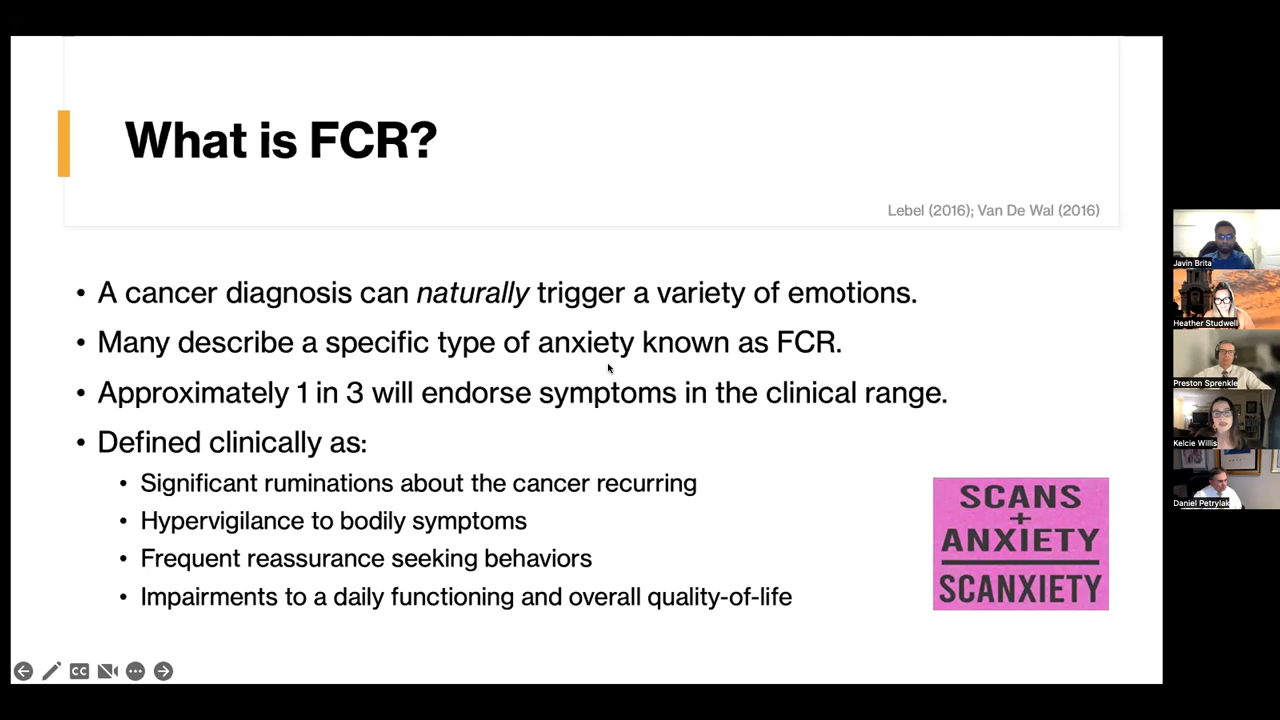 What is FCR?
Lebel (2016); Van De Wal (2016)
• A cancer diagnosis can naturally trigger a variety of emotions.
• Many describe a specific type of anxiety known as FCR.
• Approximately 1 in 3 will endorse symptoms in the clinical range.
• Defined clinically as:
• Significant ruminations about the cancer recurring
• Hypervigilance to bodily symptoms
• Frequent reassurance seeking behaviors
• Impairments to a daily functioning and overall quality-of-life
SCANS
+
ANXIETY
SCANXIETY
CC
Javin Brita
Heather Studwell
Preston Sprenkle
Kelcie Willis
Daniel Petrylak